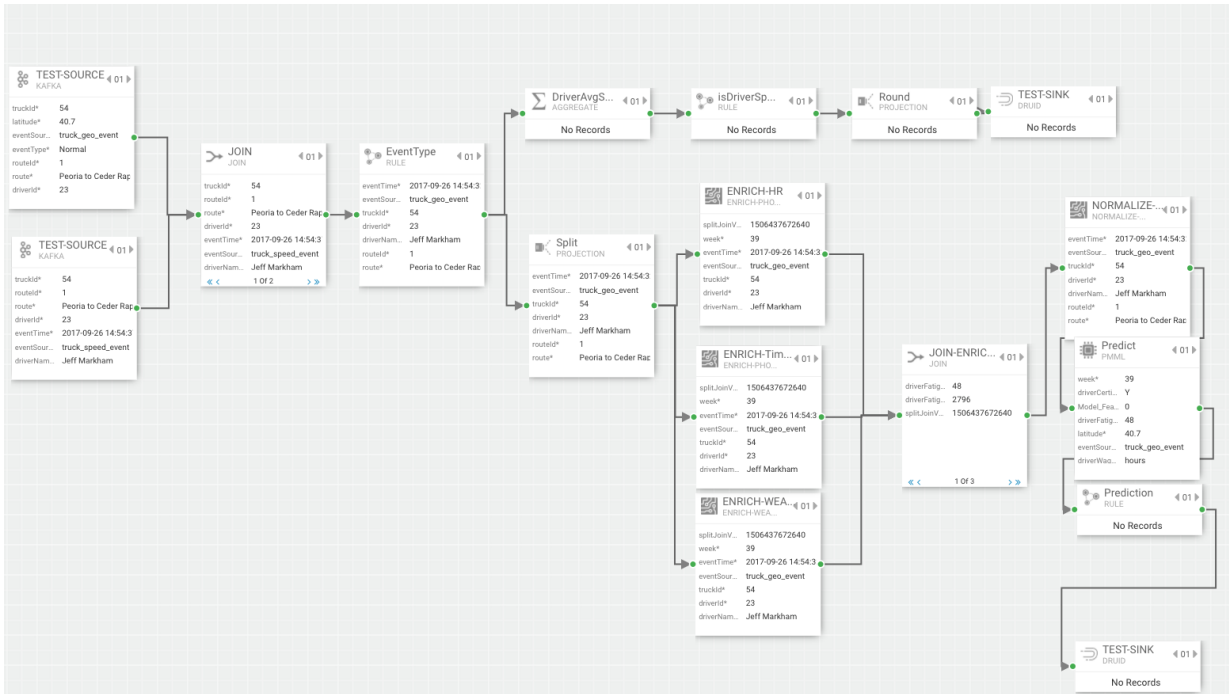 TEST-SOURCE 01
KAFKA
truckId* 54
latitude* 40.7
eventSour... truck_geo_event
eventType* Normal
routeId* 1
route* Peoria to Ceder Rap
driverId* 23
TEST-SOURCE 01
KAFKA
truckId* 54
routeId* 1
route* Peoria to Ceder Rap
driverId* 23
eventTime* 2017-09-26 14:54:3
eventSour... truck_speed_event
driverNam... Jeff Markham
JOIN 01
JOIN
truckId* 54
routeId* 1
route* Peoria to Ceder Rap
driverId* 23
eventTime* 2017-09-26 14:54:3
eventSour... truck_speed_event
driverNam... Jeff Markham
« ‹ 1 Of 2 › »
EventType 01
RULE
eventTime* 2017-09-26 14:54:3
eventSour... truck_geo_event
truckId* 54
driverId* 23
driverNam... Jeff Markham
routeId* 1
route* Peoria to Ceder Rap
DriverAvgS... 01
AGGREGATE
No Records
isDriverSp... 01
RULE
No Records
Round 01
PROJECTION
No Records
TEST-SINK 01
DRUID
No Records
Split 01
PROJECTION
eventTime* 2017-09-26 14:54:3
eventSour... truck_geo_event
truckId* 54
driverId* 23
driverNam... Jeff Markham
routeId* 1
route* Peoria to Ceder Rap
ENRICH-HR 01
ENRICH-PHO...
splitJoinV... 1506437672640
week* 39
eventTime* 2017-09-26 14:54:3
eventSour... truck_geo_event
truckId* 54
driverId* 23
driverNam... Jeff Markham
ENRICH-Tim... 01
ENRICH-PHO...
splitJoinV... 1506437672640
week* 39
eventTime* 2017-09-26 14:54:3
eventSour... truck_geo_event
truckId* 54
driverId* 23
driverNam... Jeff Markham
ENRICH-WEA... 01
ENRICH-WEA...
splitJoinV... 1506437672640
week* 39
eventTime* 2017-09-26 14:54:3
eventSour... truck_geo_event
truckId* 54
driverId* 23
driverNam... Jeff Markham
JOIN-ENRIC... 01
JOIN
driverFatig... 48
driverFatig... 2796
splitJoinV... 1506437672640
« ‹ 1 Of 3 › »
NORMALIZE-... 01
NORMALIZE-...
eventTime* 2017-09-26 14:54:3
eventSour... truck_geo_event
truckId* 54
driverId* 23
driverNam... Jeff Markham
routeId* 1
route* Peoria to Ceder Rap
Predict 01
PMML
week* 39
driverCerti... Y
Model_Fea... 0
driverFatig... 48
latitude* 40.7
eventSour... truck_geo_event
driverWag... hours
Prediction 01
RULE
No Records
TEST-SINK 01
DRUID
No Records